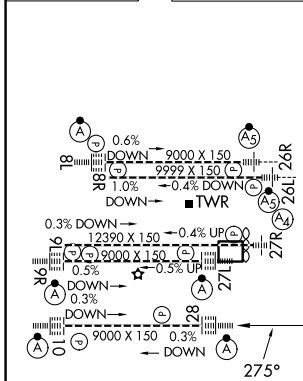 A
P
0.6%
A5
DOWN →
9000 X 150
8L
8R
P
P
26R
9999 X 150
P
26L
1.0%
←0.4% DOWN
A5
DOWN →
TWR
A4
0.3% DOWN →
12390 X 150
←0.4% UP
27R
9L
P
P
P
9000 X 150
9R
0.5%
←0.5% UP
27L
A
DOWN →
A
0.3%
DOWN →
P
28
10
P
9000 X 150
0.3%
A
A
← DOWN
275°